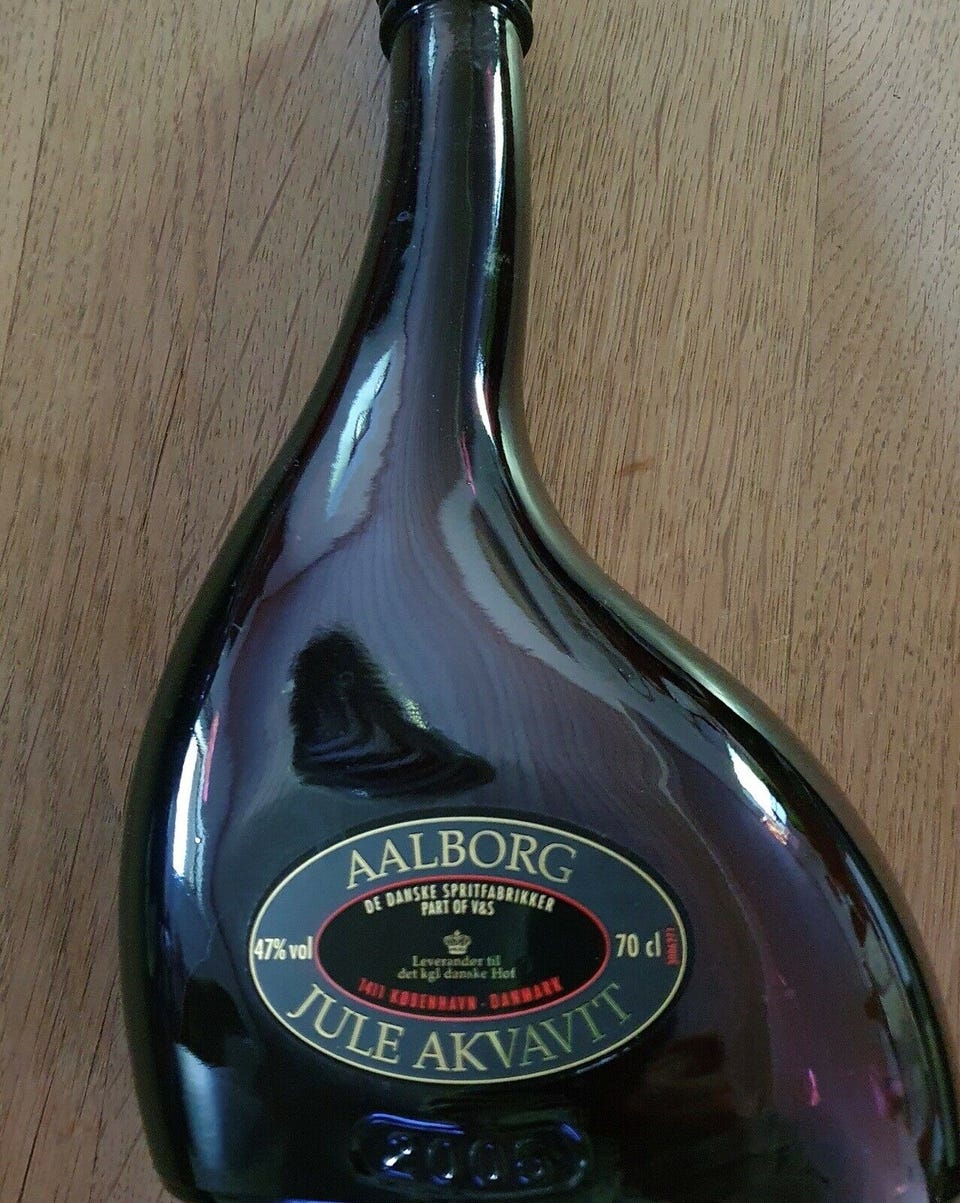 AALBORG
DE DANSKE SPRITFABRIKKER
PART OF V&S
47% vol
70 cl
Leverandør til
det kgl danske Hof
1411 KØBENHAVN - DANMARK
JULE AKVAVIT
2005